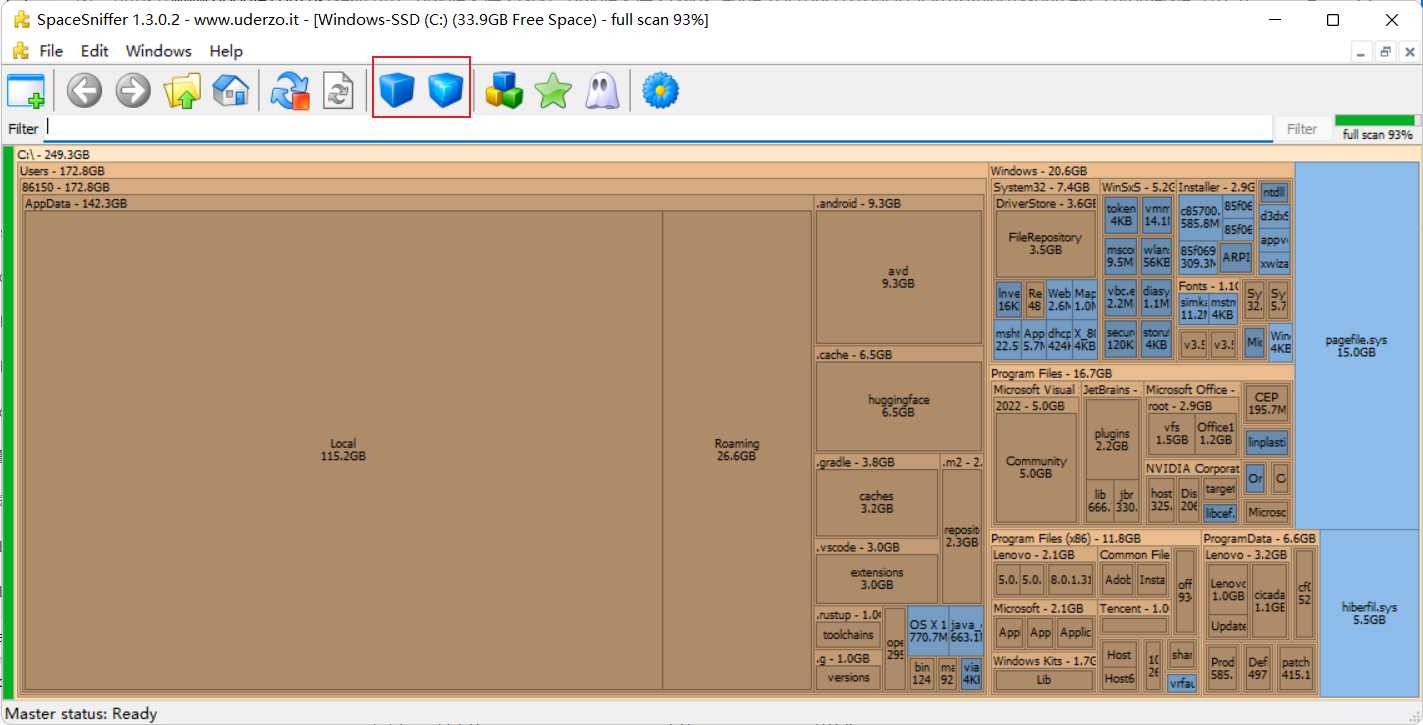 SpaceSniffer 1.3.0.2 - www.uderzo.it - [Windows-SSD (C:) (33.9GB Free Space) - full scan 93%]
File Edit Windows Help
Filter
Filter
full scan 93%
C:\ - 249.3GB
Users - 172.8GB
86150 - 172.8GB
AppData - 142.3GB
Local
115.2GB
Roaming
26.6GB
.android - 9.3GB
avd
9.3GB
.cache - 6.5GB
huggingface
6.5GB
.gradle - 3.8GB
caches
3.2GB
.m2 - 2.
reposito
2.3GB
.vscode - 3.0GB
extensions
3.0GB
.rustup - 1.0
toolchains
.g - 1.0GB
versions
ope
295
OS X 1
770.7M
java_
663.1
bin
124
ma
92
via
4K
Windows - 20.6GB
System32 - 7.4GB
DriverStore - 3.6GB
FileRepository
3.5GB
Inve
16K
Re
48
Web
2.6M
Map
1.0M
msht
22.5
App
5.7M
dhcp
424K
X_80
4KB
WinSxS - 5.2G
token
4KB
vmm
14.1
msco
9.5M
wlan
56KB
vbc.e
2.2M
diasy
1.1M
secun
120K
storu
4KB
Installer - 2.9G
c85700.
585.8M
85f06
85f06
85f069
309.3M
ARPI
ntdll
d3dx9
appv
xwiza
Fonts - 1.1G
simka
11.2M
mstm
4KB
v3.5
v3.5
Sy
32.
Sy
5.7
Mic
Win
4KB
Program Files - 16.7GB
Microsoft Visual
2022 - 5.0GB
Community
5.0GB
JetBrains -
plugins
2.2GB
lib
666.
jbr
330.
Microsoft Office -
root - 2.9GB
vfs
1.5GB
Office1
1.2GB
NVIDIA Corporat
host
325.
Dis
206
target
libcef.
CEP
195.7M
linplasti
Or
Microsc
Program Files (x86) - 11.8GB
Lenovo - 2.1GB
5.0.
5.0.
8.0.1.31
Common File
Adob
Insta
off
93
Microsoft - 2.1GB
Appl
App
Applic
Tencent - 1.0
Windows Kits - 1.7G
Lib
Host
Host6
10
26
shar
vrfau
ProgramData - 6.6GB
Lenovo - 3.2GB
Lenovo
1.0GB
Update
cicada
1.1GB
cf0
52
Prod
585.
Def
497
patch
415.1
pagefile.sys
15.0GB
hiberfil.sys
5.5GB
Master status: Ready